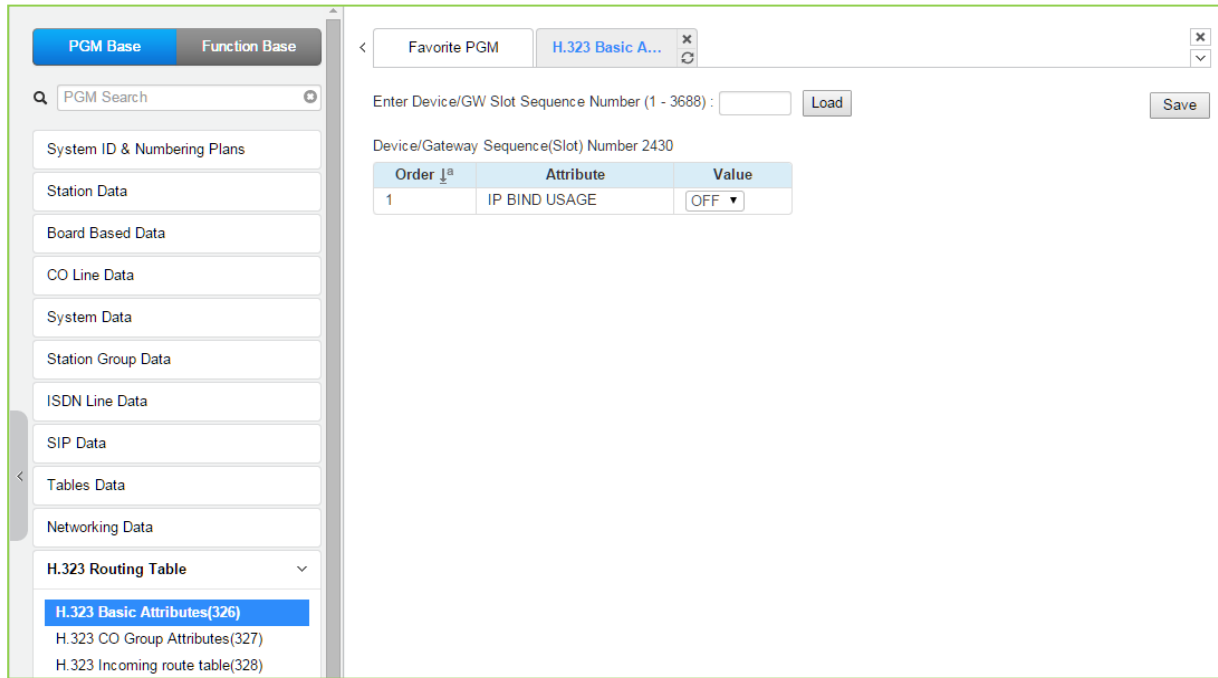 PGM Base
Function Base
PGM Search
System ID & Numbering Plans
Station Data
Board Based Data
CO Line Data
System Data
Station Group Data
ISDN Line Data
SIP Data
Tables Data
Networking Data
H.323 Routing Table
H.323 Basic Attributes(326)
H.323 CO Group Attributes(327)
H.323 Incoming route table(328)
Favorite PGM
H.323 Basic A...
Enter Device/GW Slot Sequence Number (1 - 3688) :
Load
Save
Device/Gateway Sequence(Slot) Number 2430
Order Attribute Value
1 IP BIND USAGE OFF